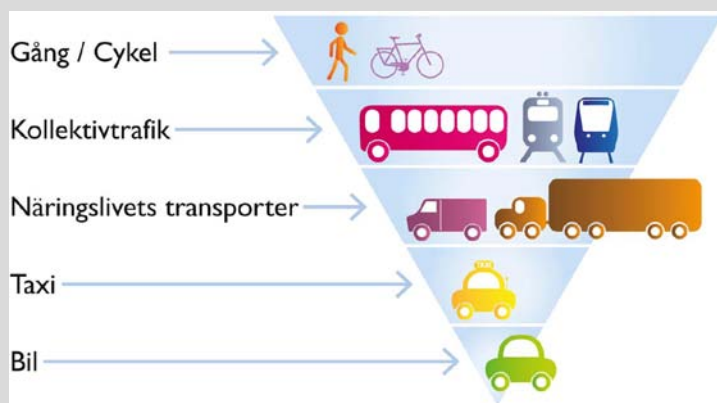 Gång / Cykel
Kollektivtrafik
Näringslivets transporter
Taxi
Bil